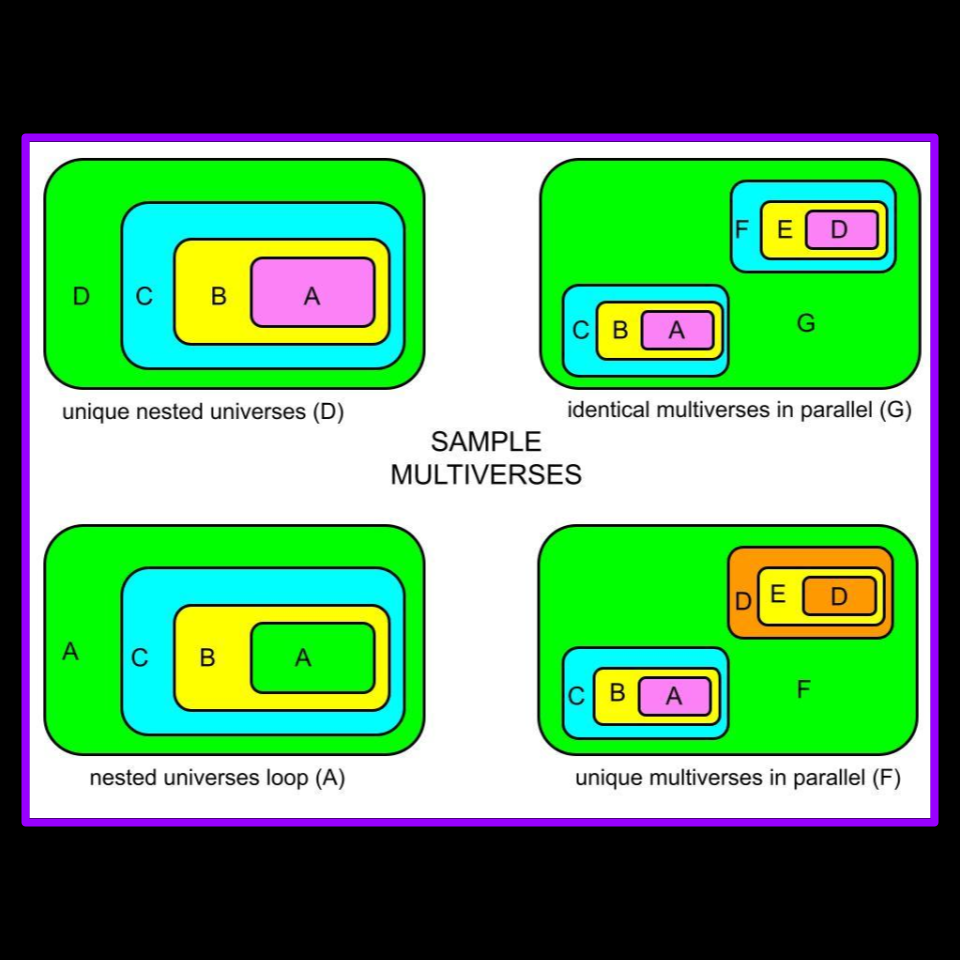 D C B A
unique nested universes (D)
F E D
C B A
G
identical multiverses in parallel (G)
SAMPLE
MULTIVERSES
A C B A
nested universes loop (A)
D E D
C B A
F
unique multiverses in parallel (F)